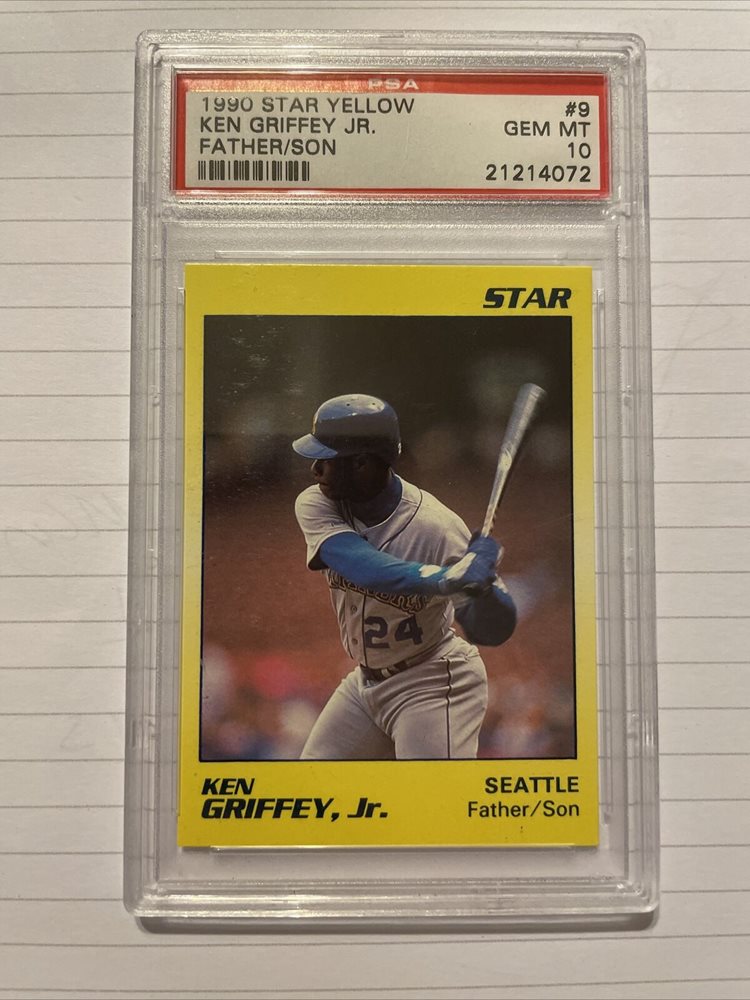 PSA
1990 STAR YELLOW #9
KEN GRIFFEY JR. GEM MT
FATHER/SON 10
21214072
STAR
24
KEN SEATTLE
GRIFFEY, Jr. Father/Son